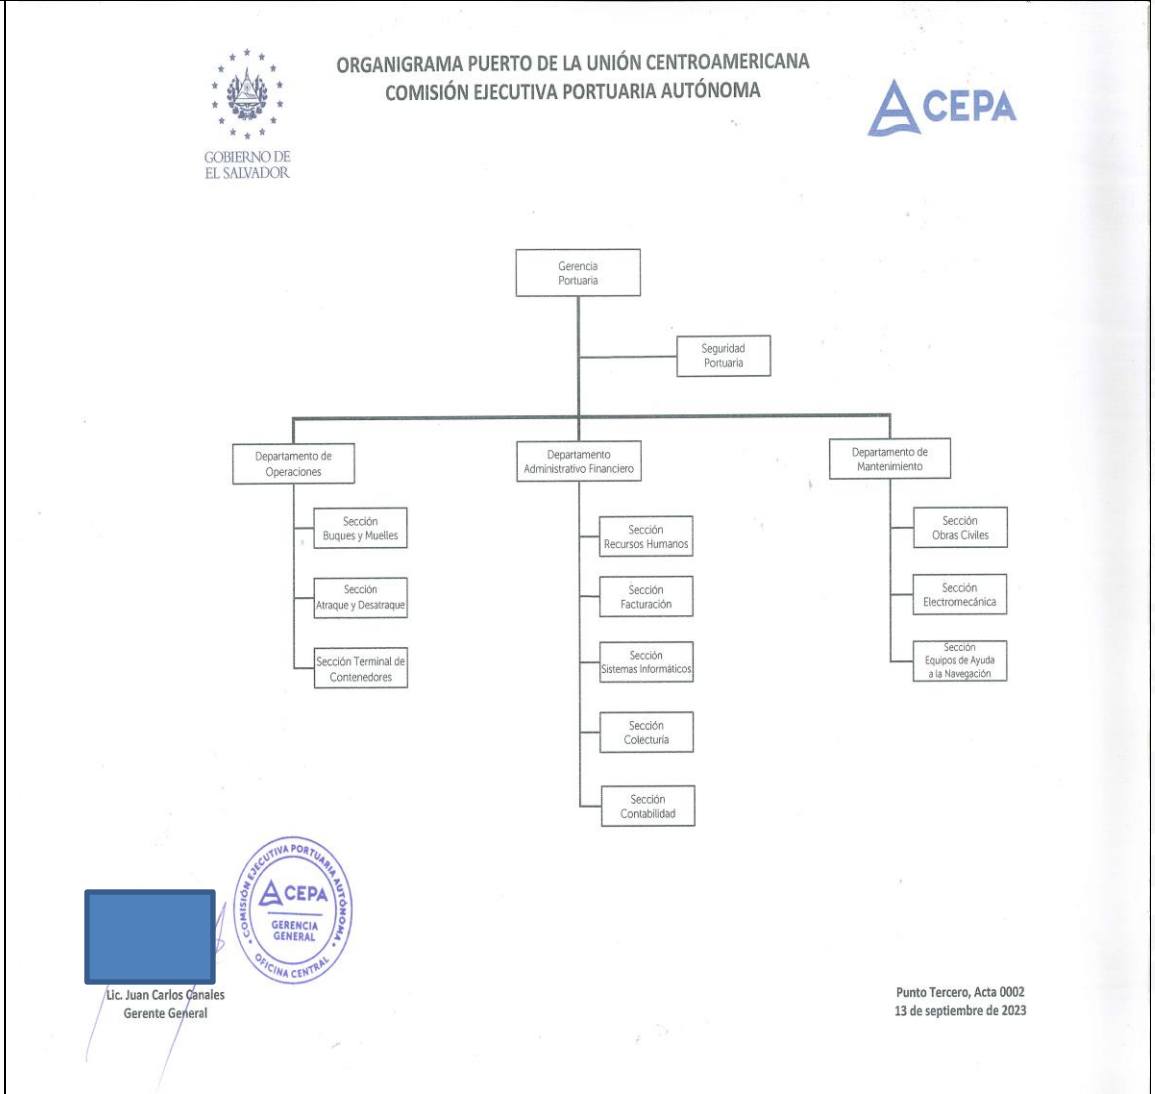 ORGANIGRAMA PUERTO DE LA UNIÓN CENTROAMERICANA
COMISIÓN EJECUTIVA PORTUARIA AUTÓNOMA
GOBIERNO DE
EL SALVADOR
CEPA
Gerencia
Portuaria
Seguridad
Portuaria
Departamento de
Operaciones
Sección
Buques y Muelles
Sección
Atraque y Desatraque
Sección Terminal de
Contenedores
Departamento
Administrativo Financiero
Sección
Recursos Humanos
Sección
Facturación
Sección
Sistemas Informáticos
Sección
Colecturía
Sección
Contabilidad
Departamento de
Mantenimiento
Sección
Obras Civiles
Sección
Electromecánica
Sección
Equipos de Ayuda
a la Navegación
COMISIÓN EJECUTIVA PORTUARIA AUTÓNOMA
CEPA
GERENCIA
GENERAL
OFICINA CENTRAL
Lic. Juan Carlos Canales
Gerente General
Punto Tercero, Acta 0002
13 de septiembre de 2023